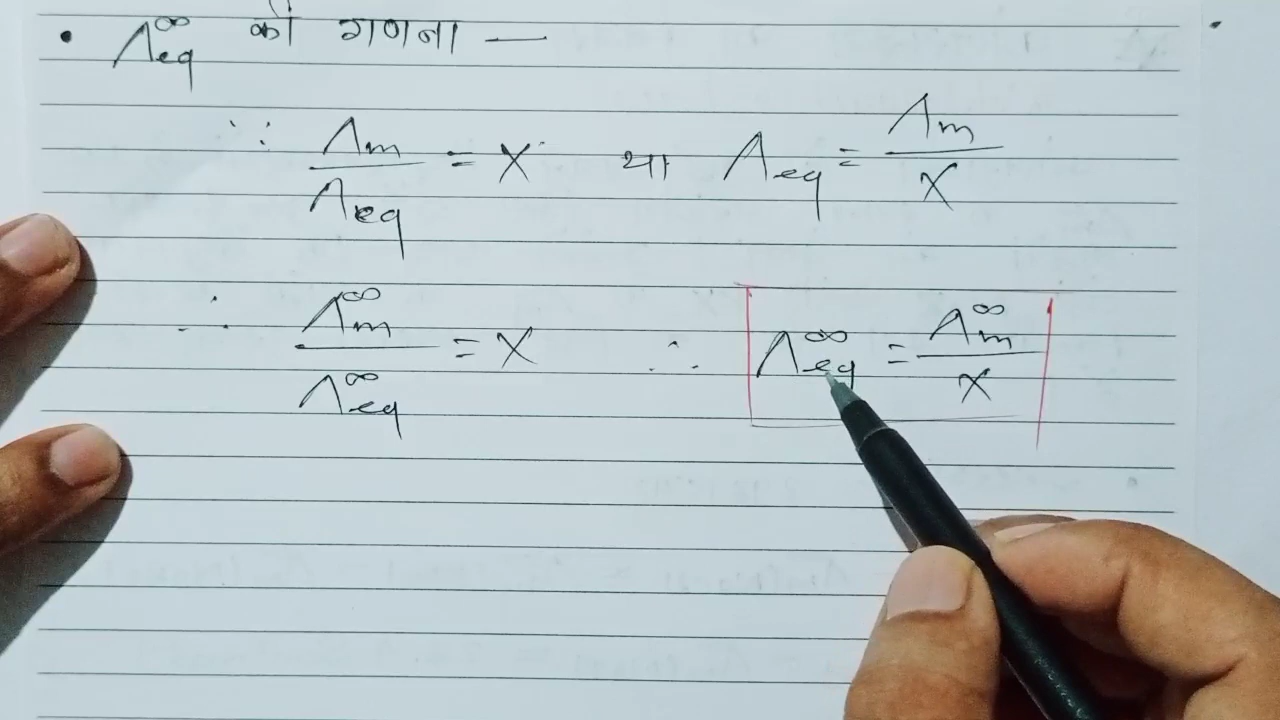 • Λ∞eq की गणना —
∵ Λm/Λeq = X या Λeq = Λm/X
∴ Λ∞m/Λ∞eq = X ∴ Λ∞eq = Λ∞m/X